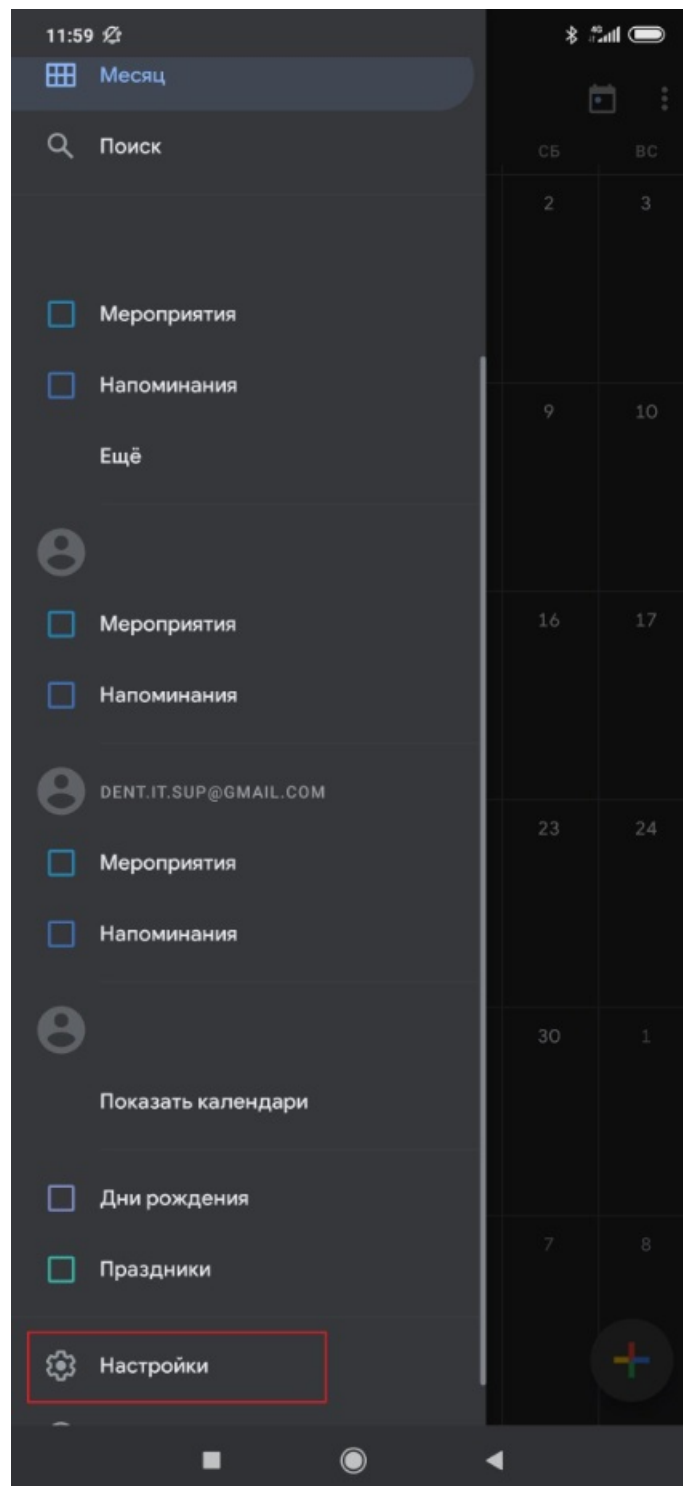 11:59
4G
Месяц
Поиск
СБ ВС
2 3
Мероприятия
Напоминания
9 10
Ещё
Мероприятия
16 17
Напоминания
DENT.IT.SUP@GMAIL.COM
23 24
Мероприятия
Напоминания
30 1
Показать календари
Дни рождения
7 8
Праздники
Настройки